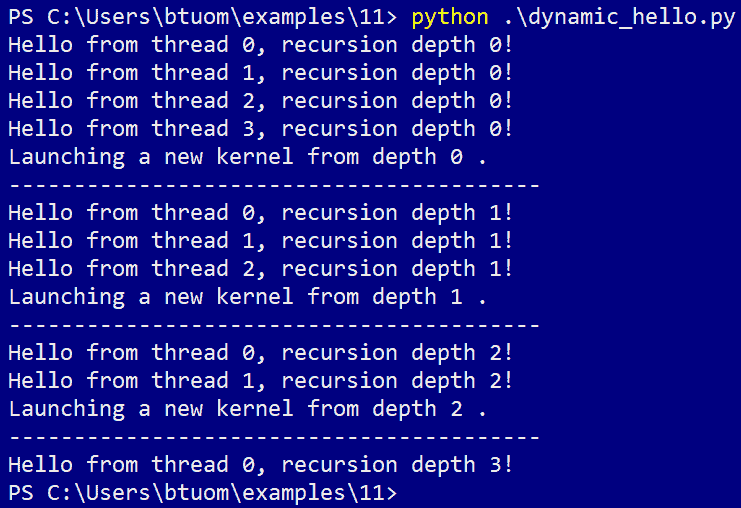 PS C:\Users\btuom\examples\11> python .\dynamic_hello.py
Hello from thread 0, recursion depth 0!
Hello from thread 1, recursion depth 0!
Hello from thread 2, recursion depth 0!
Hello from thread 3, recursion depth 0!
Launching a new kernel from depth 0 .
-----------------------------------------
Hello from thread 0, recursion depth 1!
Hello from thread 1, recursion depth 1!
Hello from thread 2, recursion depth 1!
Launching a new kernel from depth 1 .
-----------------------------------------
Hello from thread 0, recursion depth 2!
Hello from thread 1, recursion depth 2!
Launching a new kernel from depth 2 .
-----------------------------------------
Hello from thread 0, recursion depth 3!
PS C:\Users\btuom\examples\11>